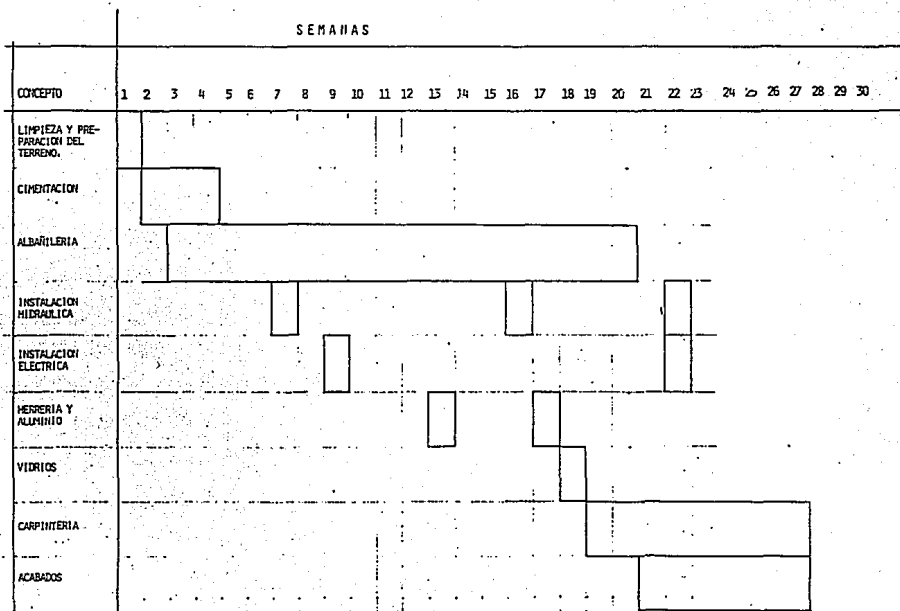 SEMANAS
CONCEPTO 1 2 3 4 5 6 7 8 9 10 11 12 13 14 15 16 17 18 19 20 21 22 23 24 25 26 27 28 29 30
LIMPIEZA Y PRE-
PARACION DEL
TERRENO.
CIMENTACION
ALBAÑILERIA
INSTALACION
HIDRAULICA
INSTALACION
ELECTRICA
HERRERIA Y
ALUMINIO
VIDRIOS
CARPINTERIA
ACABADOS